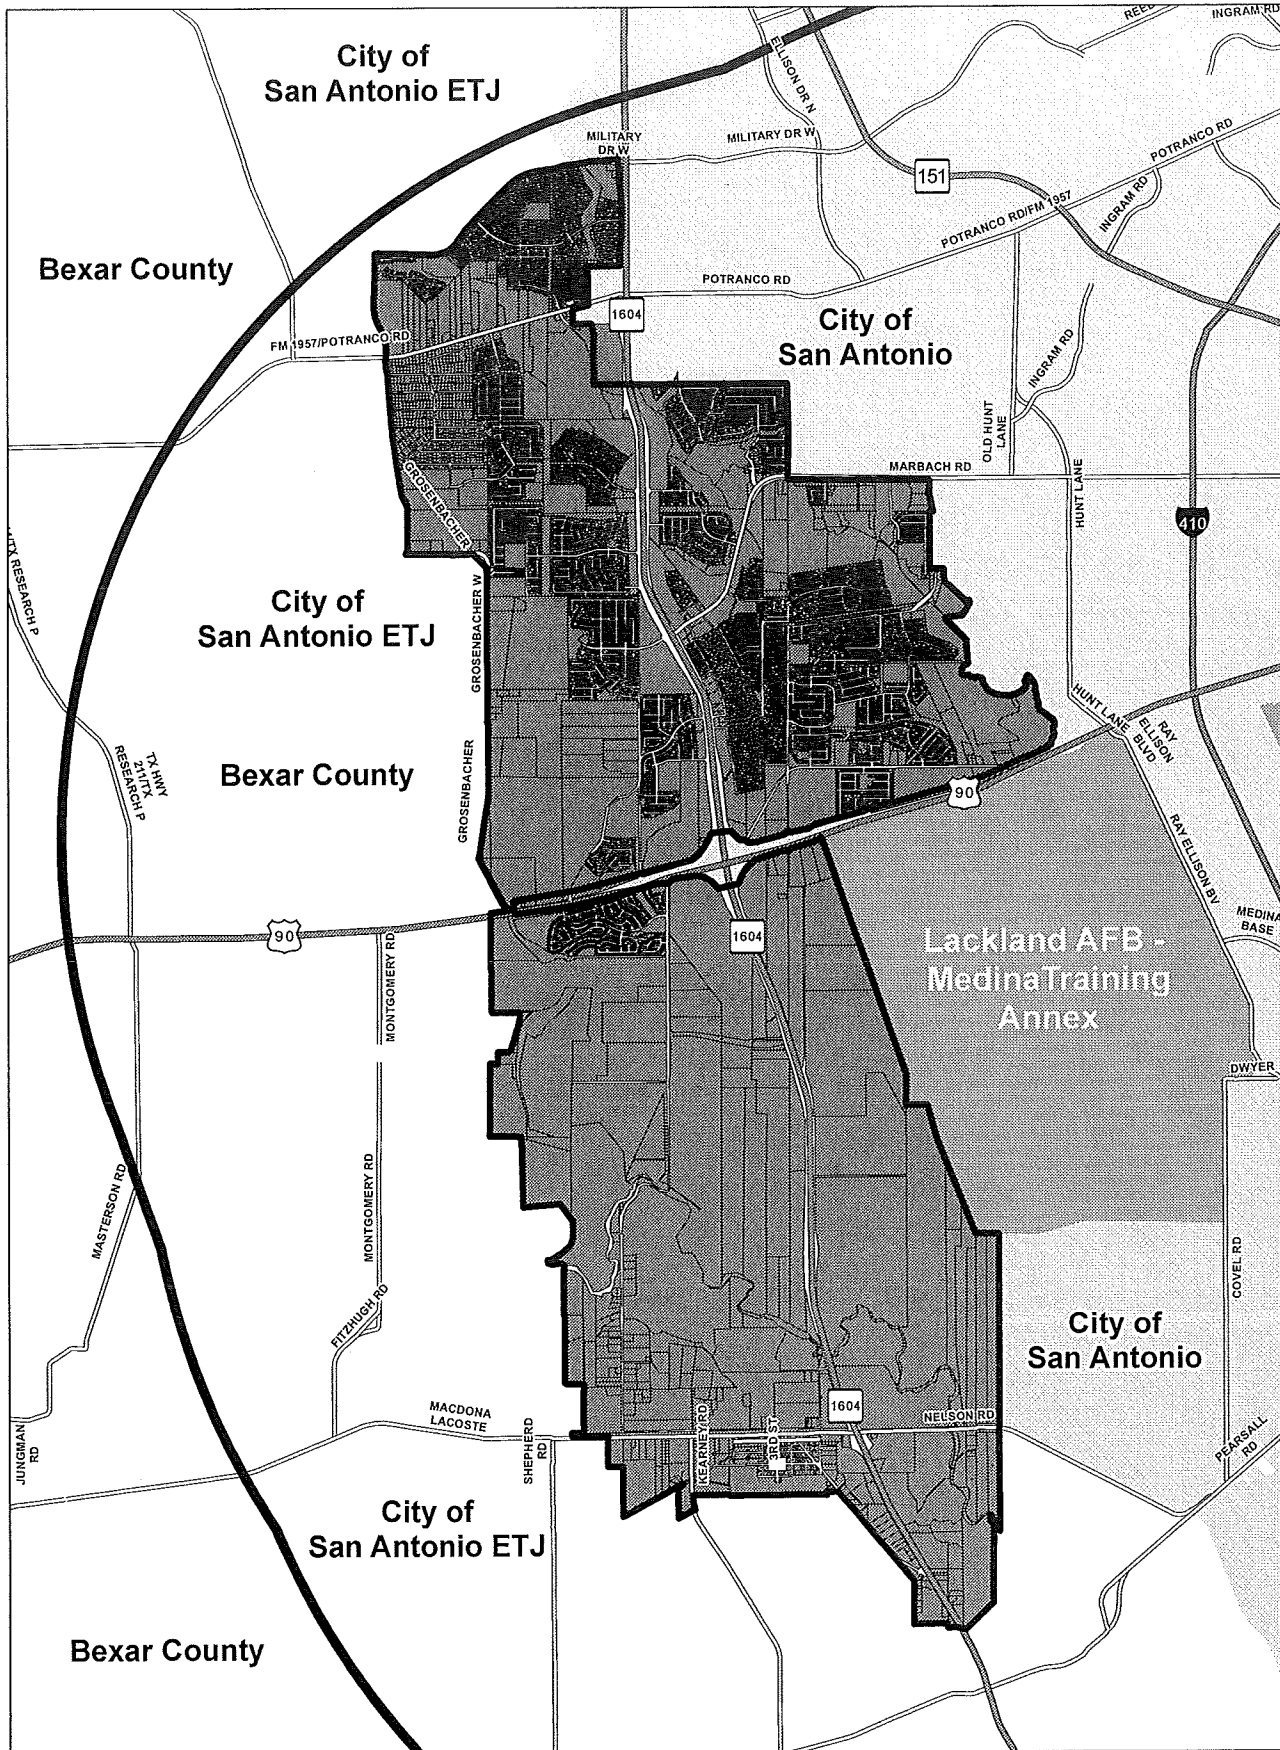 REED
INGRAM RD
City of
San Antonio ETJ
ELLISON DR N
MILITARY
DR W
MILITARY DR W
POTRANCO RD
151
INGRAM RD
POTRANCO RD/FM 1957
Bexar County
POTRANCO RD
1604
City of
San Antonio
FM 1957/POTRANCO RD
INGRAM RD
OLD HUNT
LANE
MARBACH RD
GROSENBACHER
HUNT LANE
410
/TX RESEARCH P
City of
San Antonio ETJ
GROSENBACHER W
HUNT LANE
RAY
ELLISON
BLVD
TX HWY
211/TX
RESEARCH P
Bexar County
GROSENBACHER
90
RAY ELLISON BV
90
MONTGOMERY RD
1604
MEDINA
BASE
Lackland AFB -
MedinaTraining
Annex
DWYER
MASTERSON RD
MONTGOMERY RD
COVEL RD
FITZHUGH RD
City of
San Antonio
1604
MACDONA
LACOSTE
NELSON RD
JUNGMAN
RD
SHEPHERD
RD
KEARNEY RD
3RD ST
PEARSALL
RD
City of
San Antonio ETJ
Bexar County